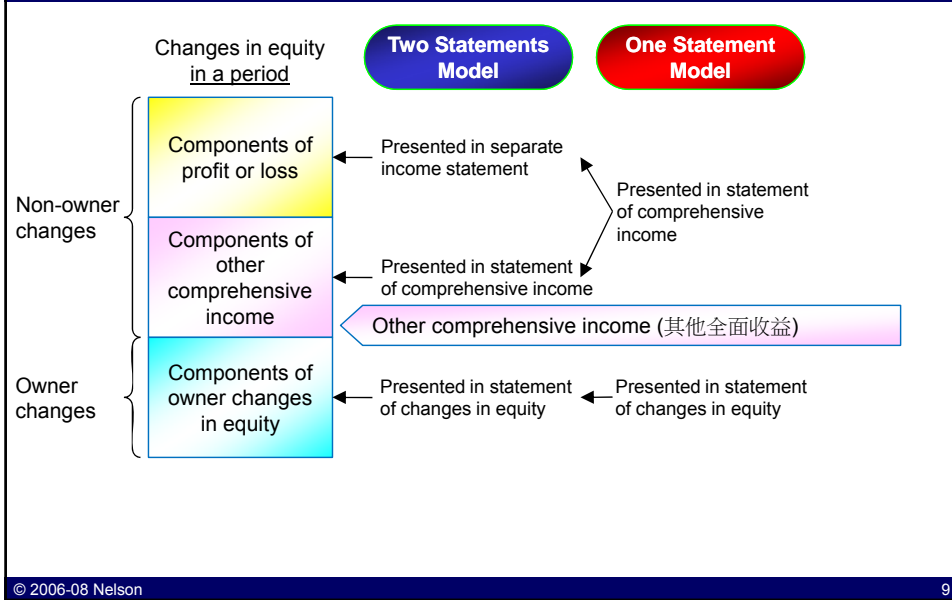 Changes in equity
in a period
Two Statements
Model
One Statement
Model
Non-owner
changes
Components of
profit or loss
Presented in separate
income statement
Presented in statement
of comprehensive
income
Components of
other
comprehensive
income
Presented in statement
of comprehensive income
Other comprehensive income (其他全面收益)
Owner
changes
Components of
owner changes
in equity
Presented in statement
of changes in equity
Presented in statement
of changes in equity
© 2006-08 Nelson
9